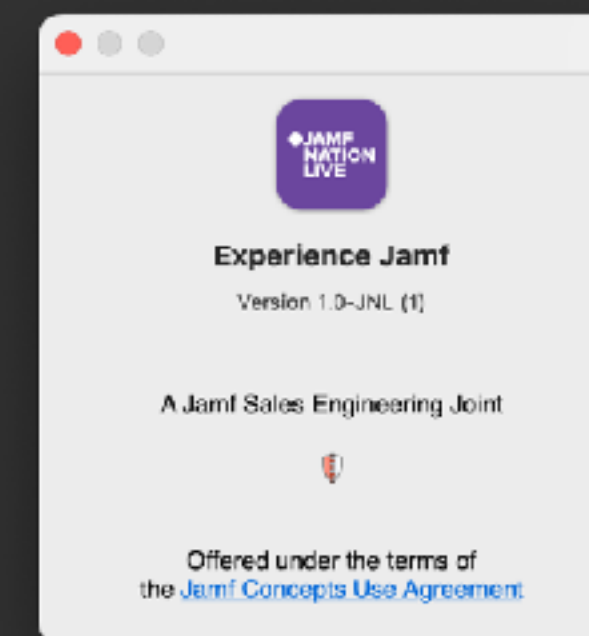 JAMF
NATION
LIVE
Experience Jamf
Version 1.0-JNL (1)
A Jamf Sales Engineering Joint
Offered under the terms of
the Jamf Concepts Use Agreement